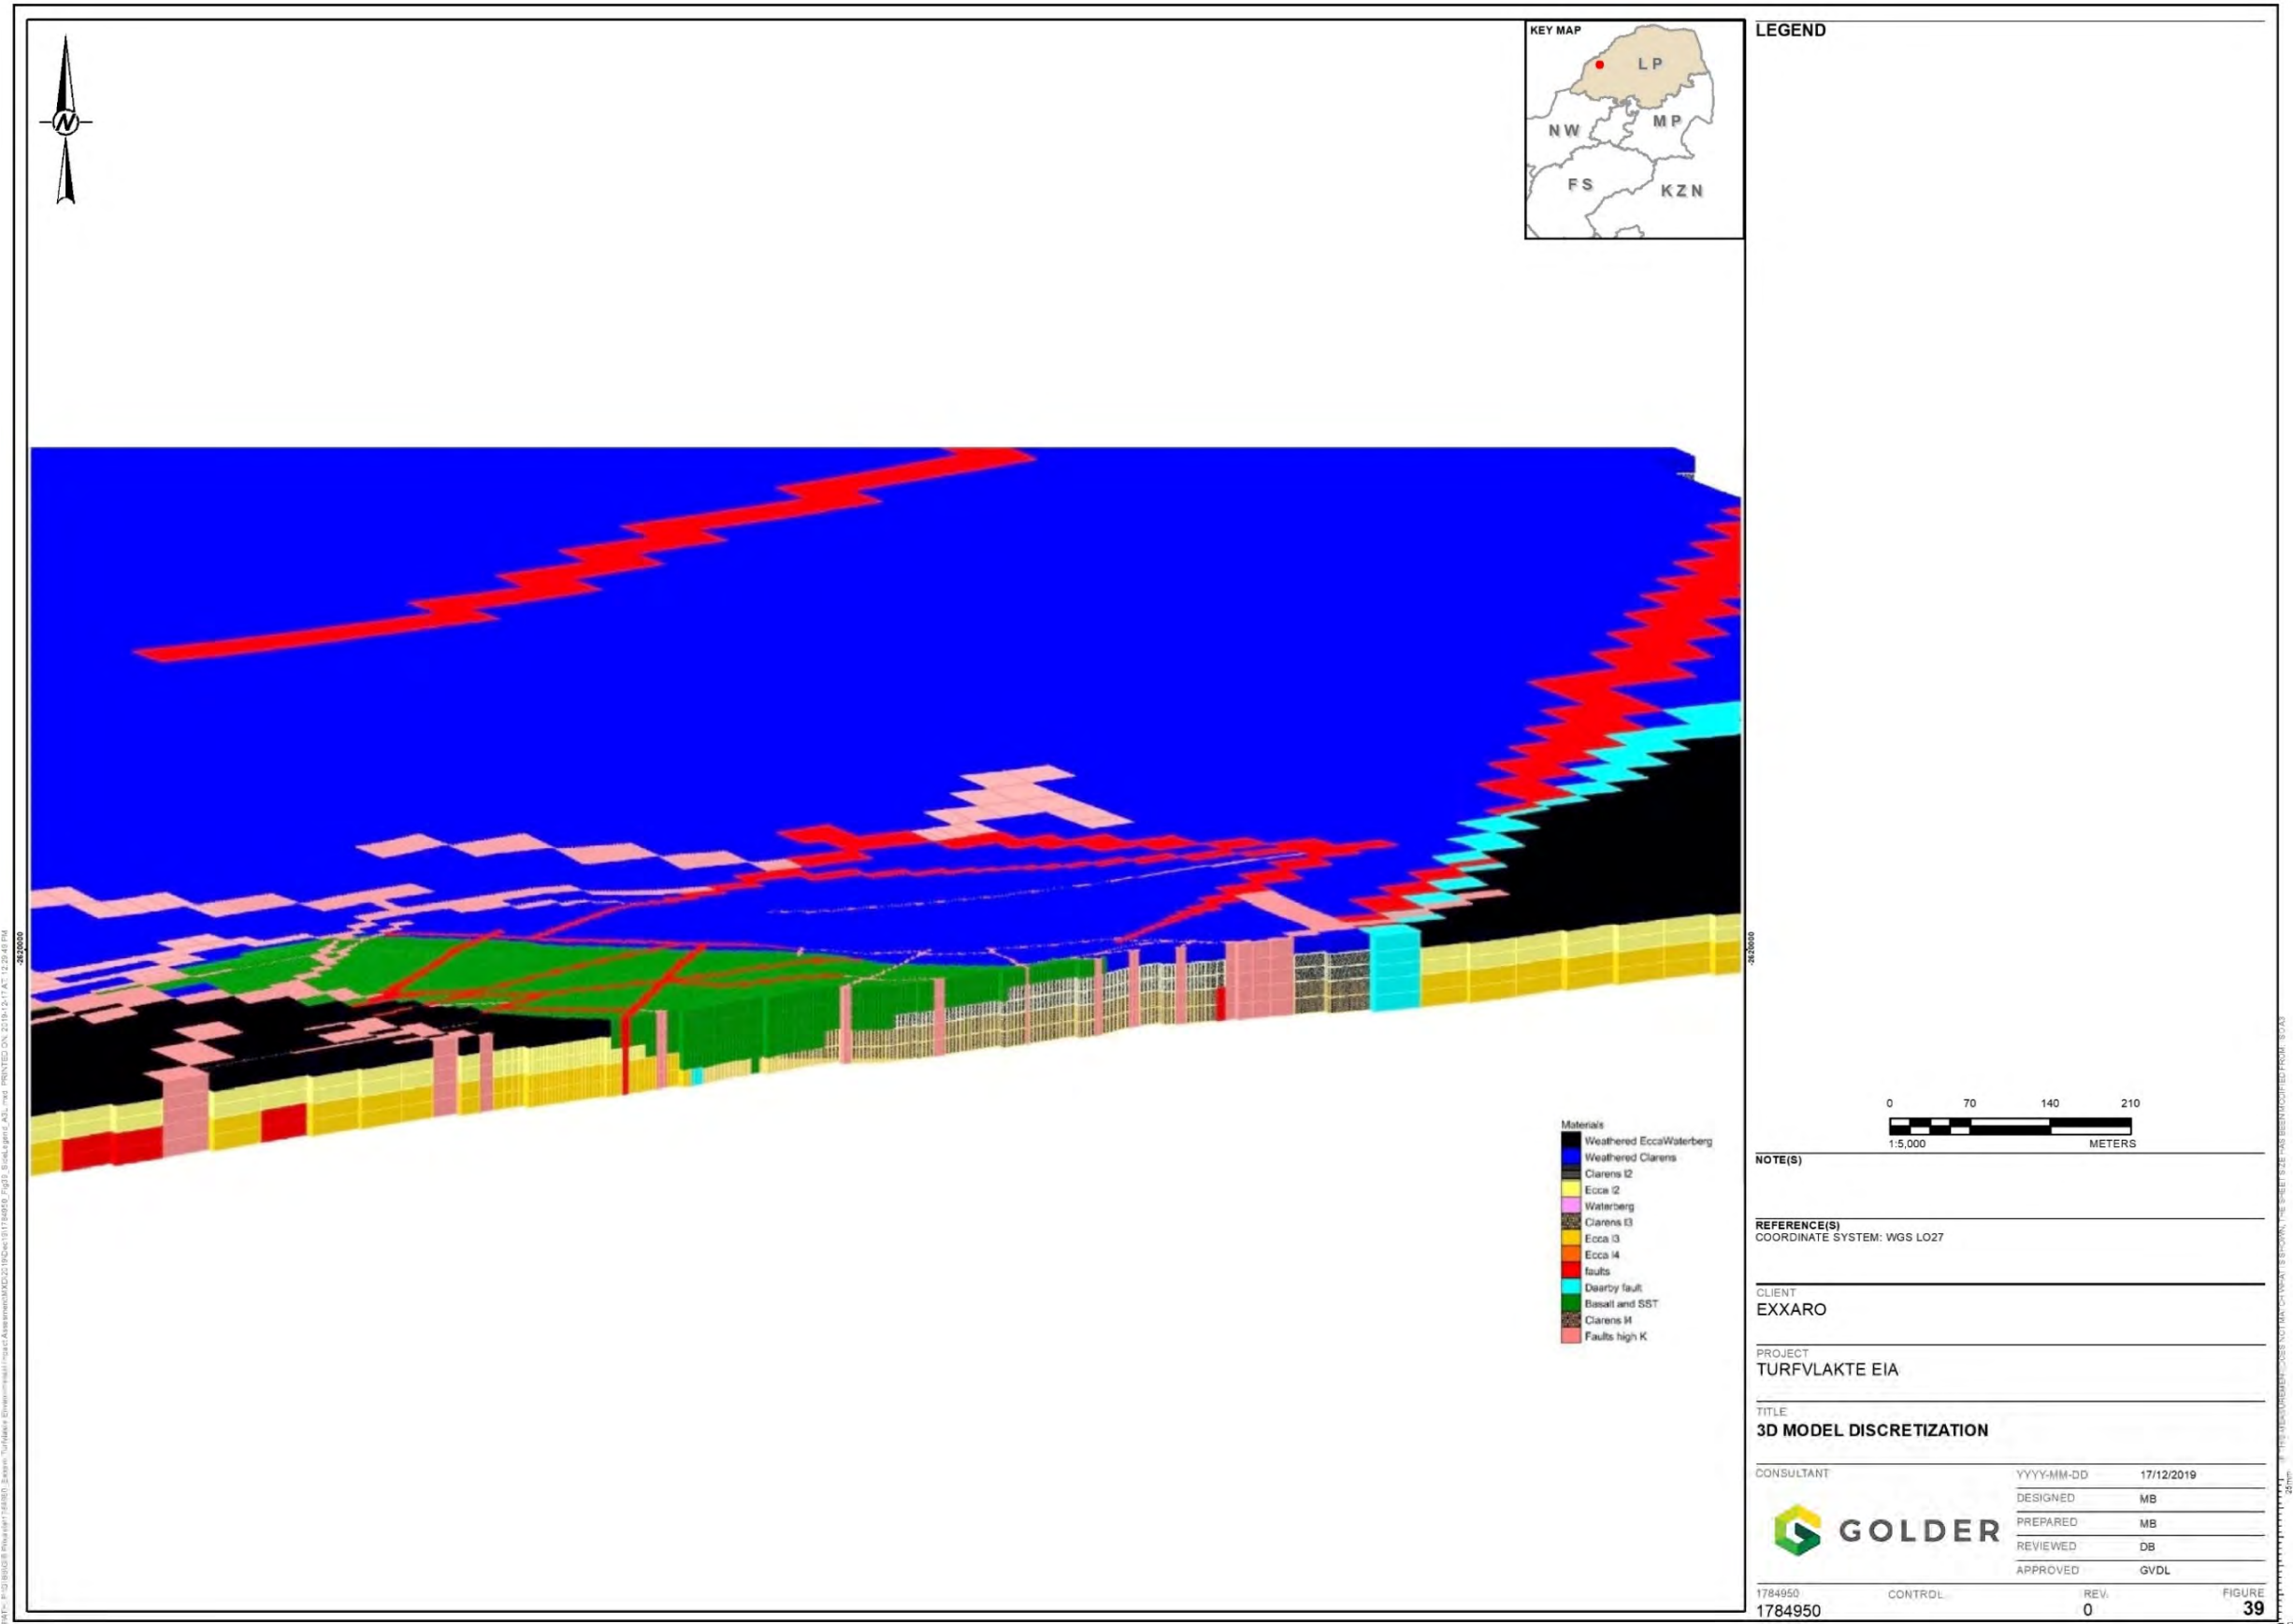 N
KEY MAP
L P
N W
M P
F S
K Z N
-2620000
-2620000
Materials
Weathered EccaWaterberg
Weathered Clarens
Clarens l2
Ecca l2
Waterberg
Clarens l3
Ecca l3
Ecca l4
faults
Daarby fault
Basalt and SST
Clarens l4
Faults high K
LEGEND
0 70 140 210
1:5,000 METERS
NOTE(S)
REFERENCE(S)
COORDINATE SYSTEM: WGS LO27
CLIENT
EXXARO
PROJECT
TURFVLAKTE EIA
TITLE
3D MODEL DISCRETIZATION
CONSULTANT
GOLDER
YYYY-MM-DD 17/12/2019
DESIGNED MB
PREPARED MB
REVIEWED DB
APPROVED GVDL
1784950 CONTROL REV. FIGURE
1784950 0 39
25mm